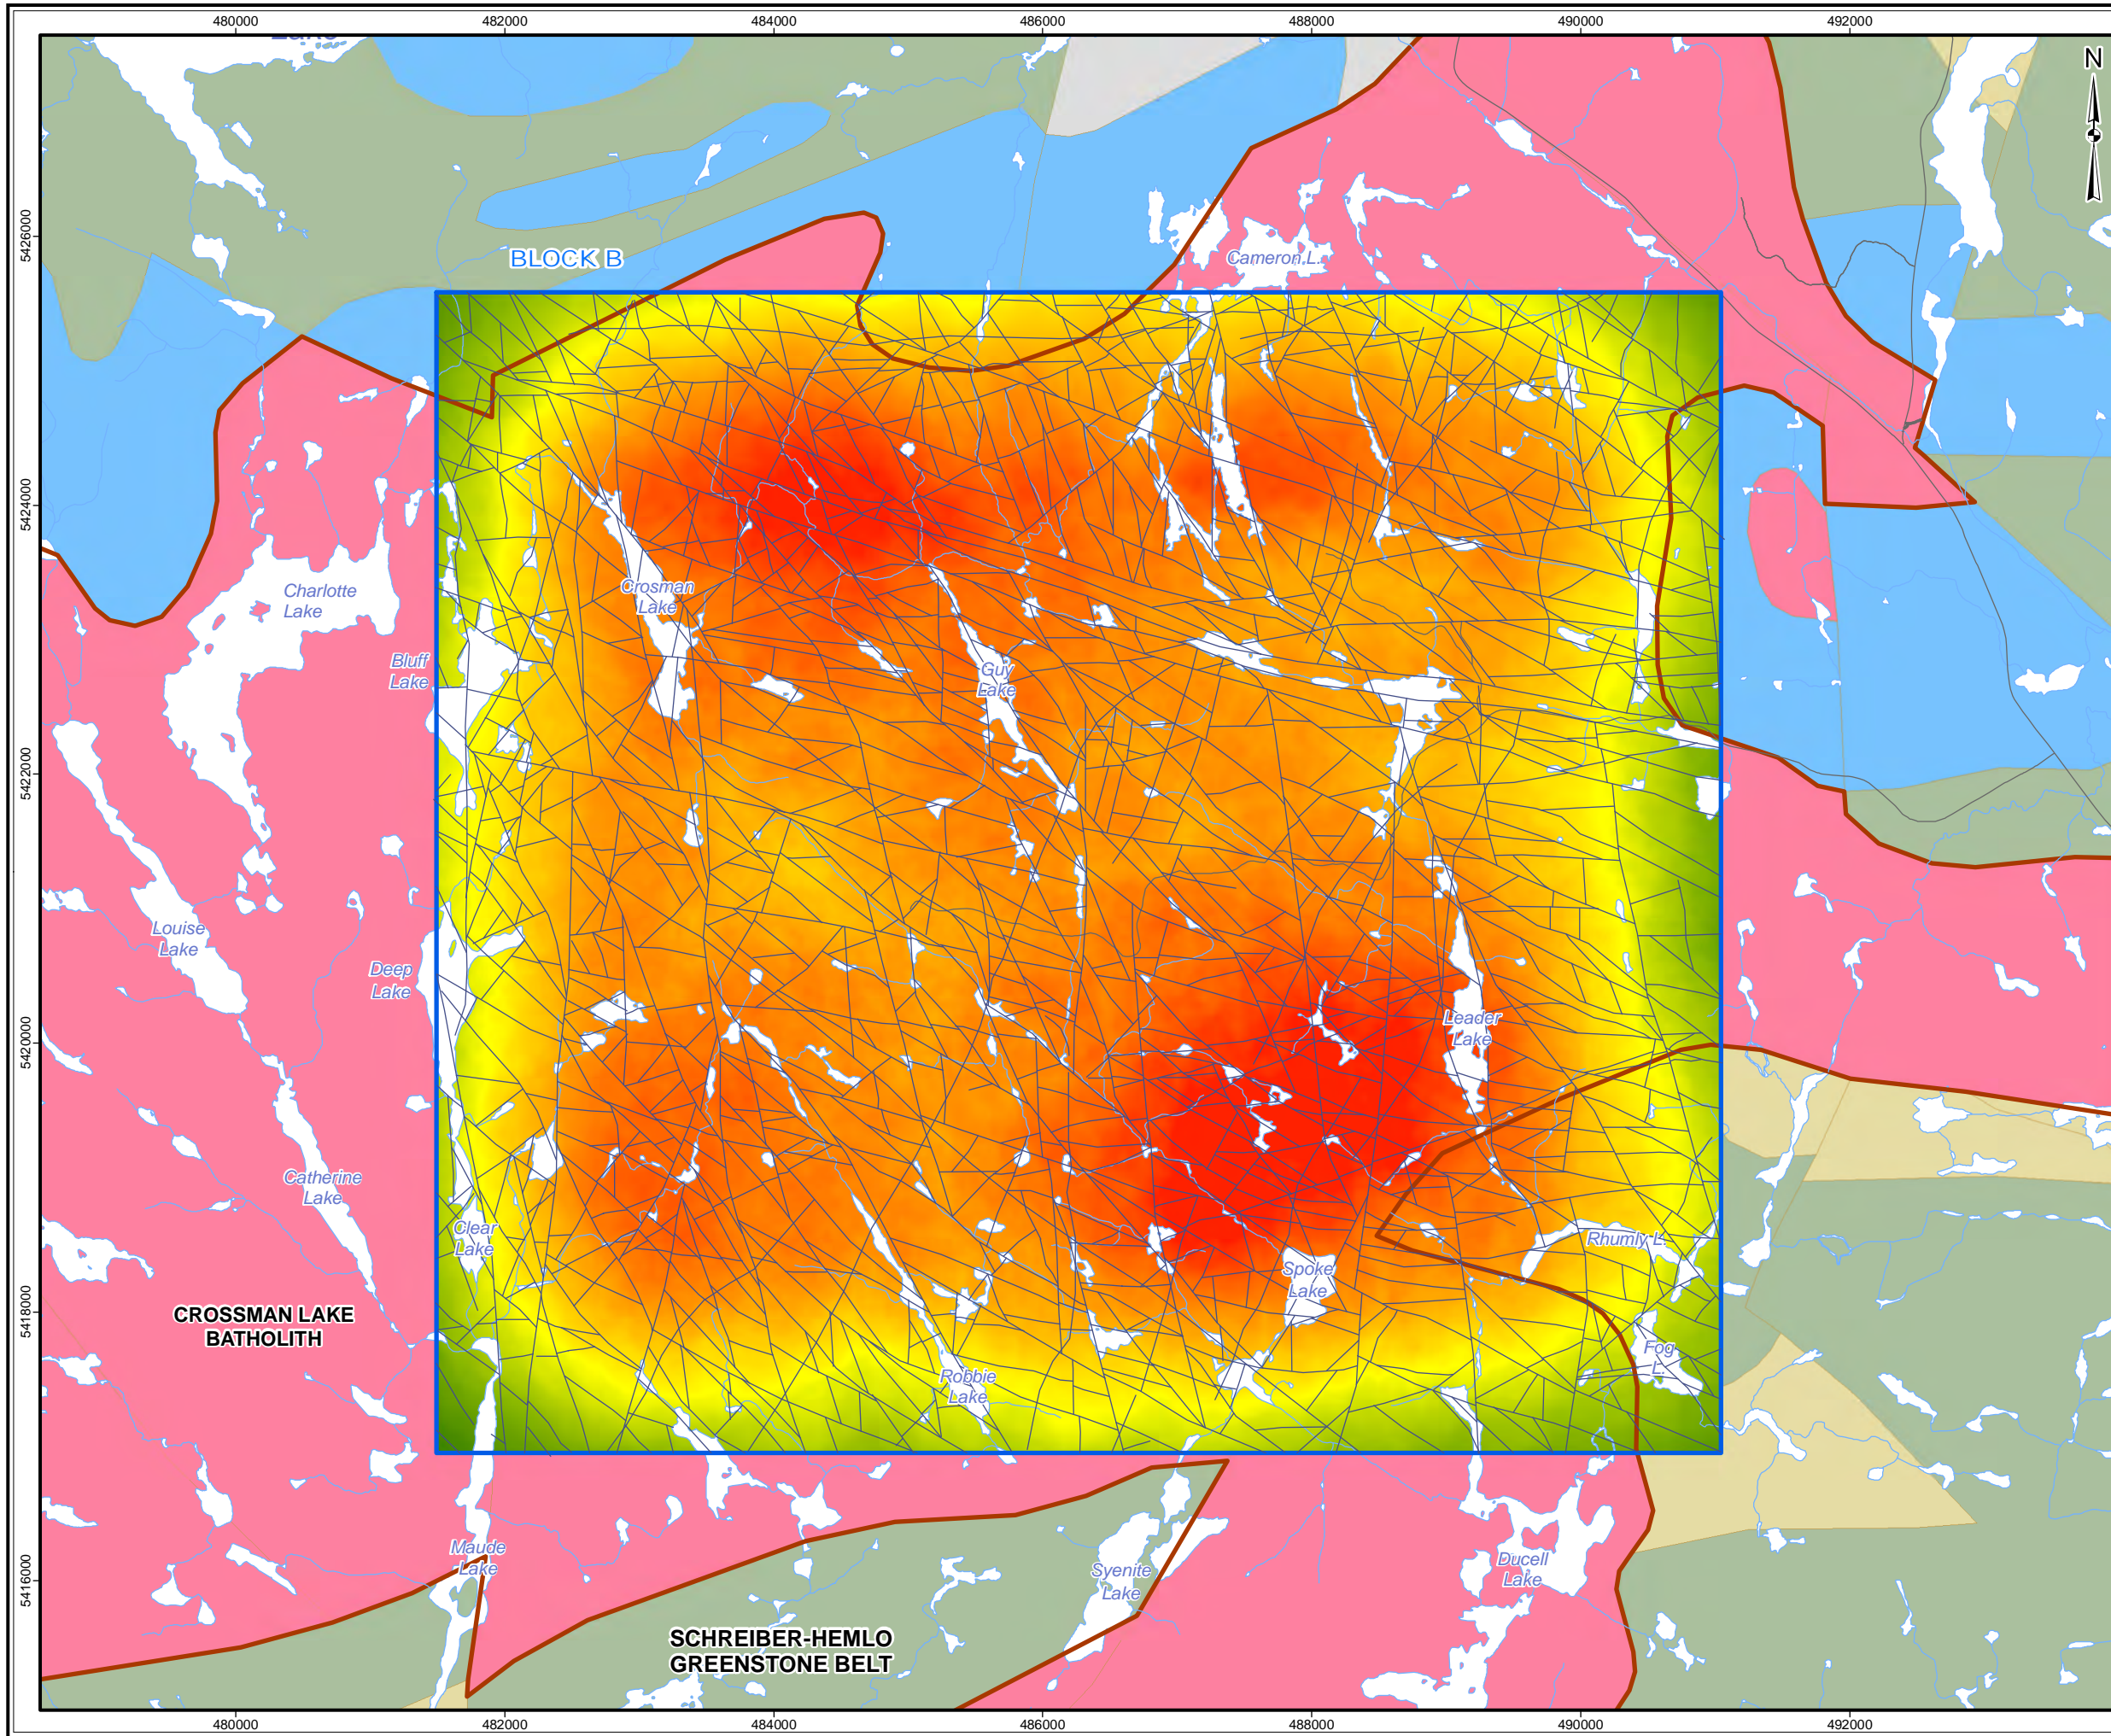 480000 482000 484000 486000 488000 490000 492000
Lake
N
5426000
BLOCK B
Cameron L.
5424000
Charlotte
Lake
Crosman
Lake
Bluff
Lake
Guy
Lake
5422000
Louise
Lake
Deep
Lake
5420000
Leader
Lake
Catherine
Lake
Clear
Lake
Rhumly L.
Spoke
Lake
5418000
CROSSMAN LAKE
BATHOLITH
Fog
L.
Robbie
Lake
Maude
Lake
5416000
Syenite
Lake
Ducell
Lake
SCHREIBER-HEMLO
GREENSTONE BELT
480000 482000 484000 486000 488000 490000 492000